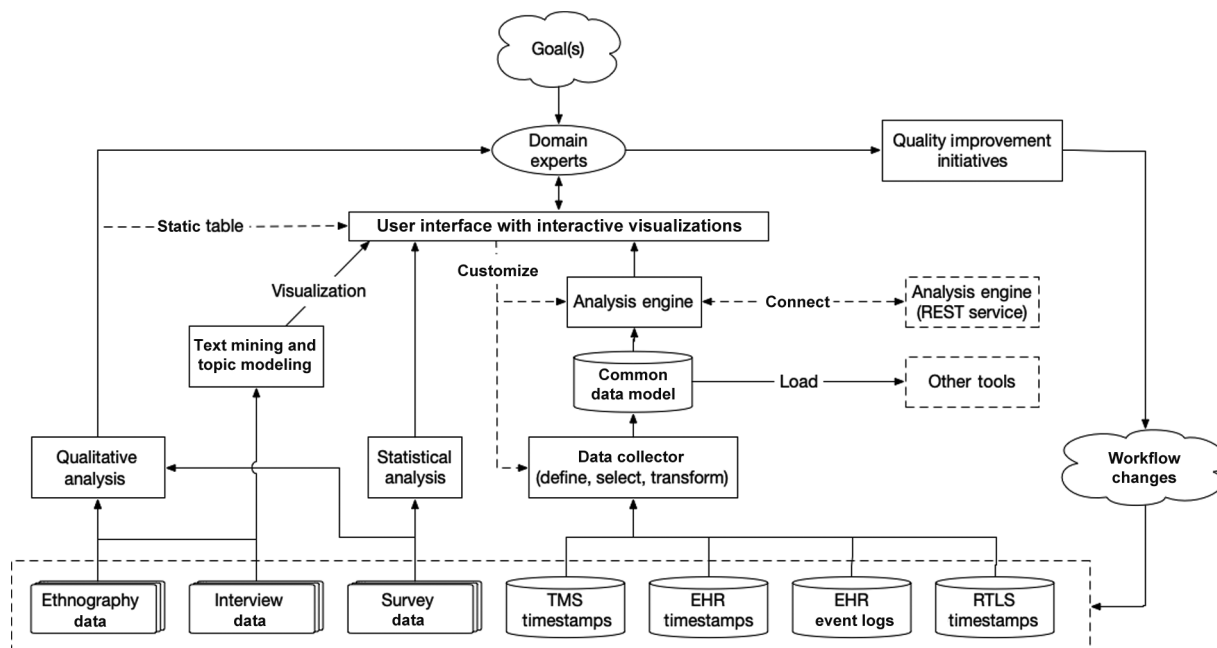 Goal(s)
Domain
experts
Quality improvement
initiatives
Static table
User interface with interactive visualizations
Customize
Visualization
Analysis engine
Connect
Analysis engine
(REST service)
Text mining and
topic modeling
Common
data model
Load
Other tools
Qualitative
analysis
Statistical
analysis
Data collector
(define, select, transform)
Workflow
changes
Ethnography
data
Interview
data
Survey
data
TMS
timestamps
EHR
timestamps
EHR
event logs
RTLS
timestamps